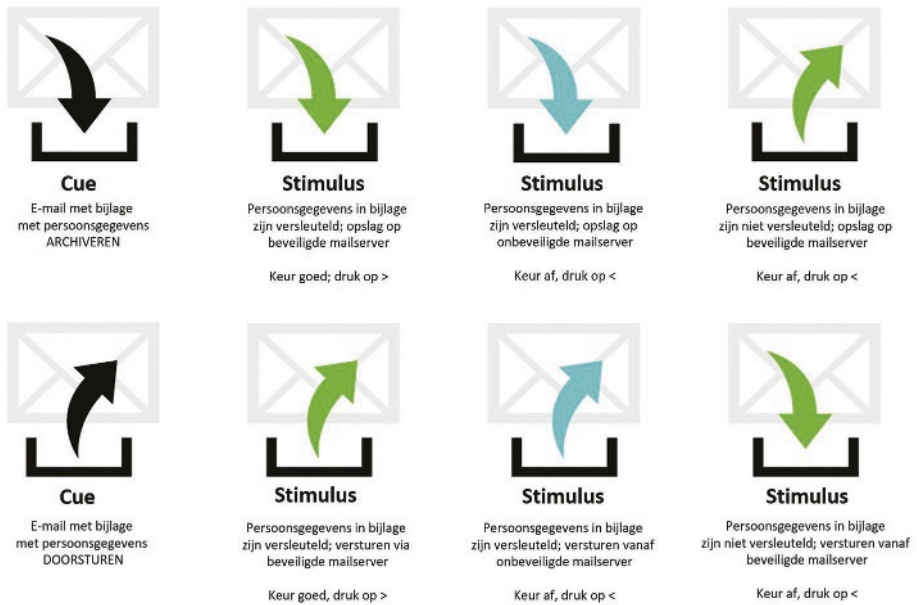 Cue
E-mail met bijlage
met persoonsgegevens
ARCHIVEREN
Stimulus
Persoonsgegevens in bijlage
zijn versleuteld; opslag op
beveiligde mailserver
Keur goed; druk op >
Stimulus
Persoonsgegevens in bijlage
zijn versleuteld; opslag op
onbeveiligde mailserver
Keur af, druk op <
Stimulus
Persoonsgegevens in bijlage
zijn niet versleuteld; opslag op
beveiligde mailserver
Keur af, druk op <
Cue
E-mail met bijlage
met persoonsgegevens
DOORSTUREN
Stimulus
Persoonsgegevens in bijlage
zijn versleuteld; versturen via
beveiligde mailserver
Keur goed, druk op >
Stimulus
Persoonsgegevens in bijlage
zijn versleuteld; versturen vanaf
onbeveiligde mailserver
Keur af, druk op <
Stimulus
Persoonsgegevens in bijlage
zijn niet versleuteld; versturen vanaf
beveiligde mailserver
Keur af, druk op <